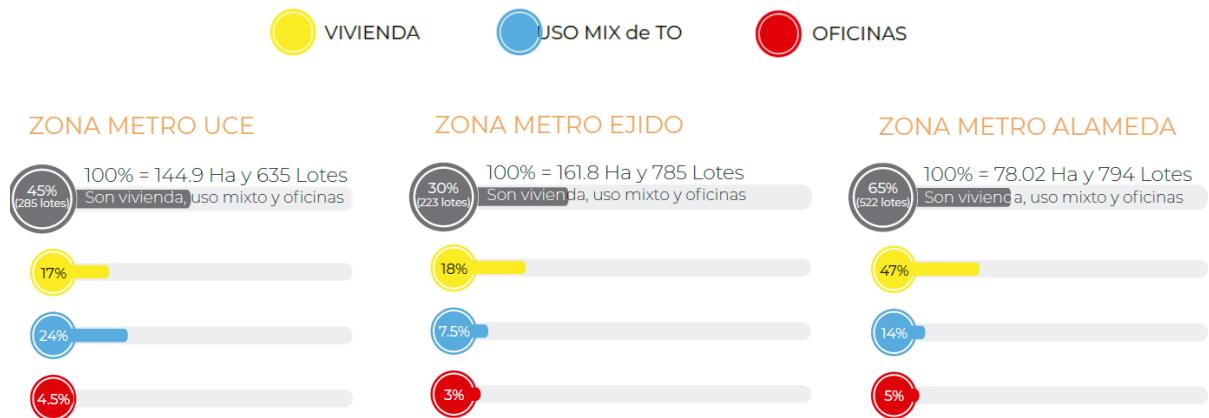 VIVIENDA
USO MIX de TO
OFICINAS
ZONA METRO UCE
100% = 144.9 Ha y 635 Lotes
45%
(285 lotes)
Son vivienda, uso mixto y oficinas
17%
24%
4.5%
ZONA METRO EJIDO
100% = 161.8 Ha y 785 Lotes
30%
(223 lotes)
Son vivienda, uso mixto y oficinas
18%
7.5%
3%
ZONA METRO ALAMEDA
100% = 78.02 Ha y 794 Lotes
65%
(522 lotes)
Son vivienda, uso mixto y oficinas
47%
14%
5%